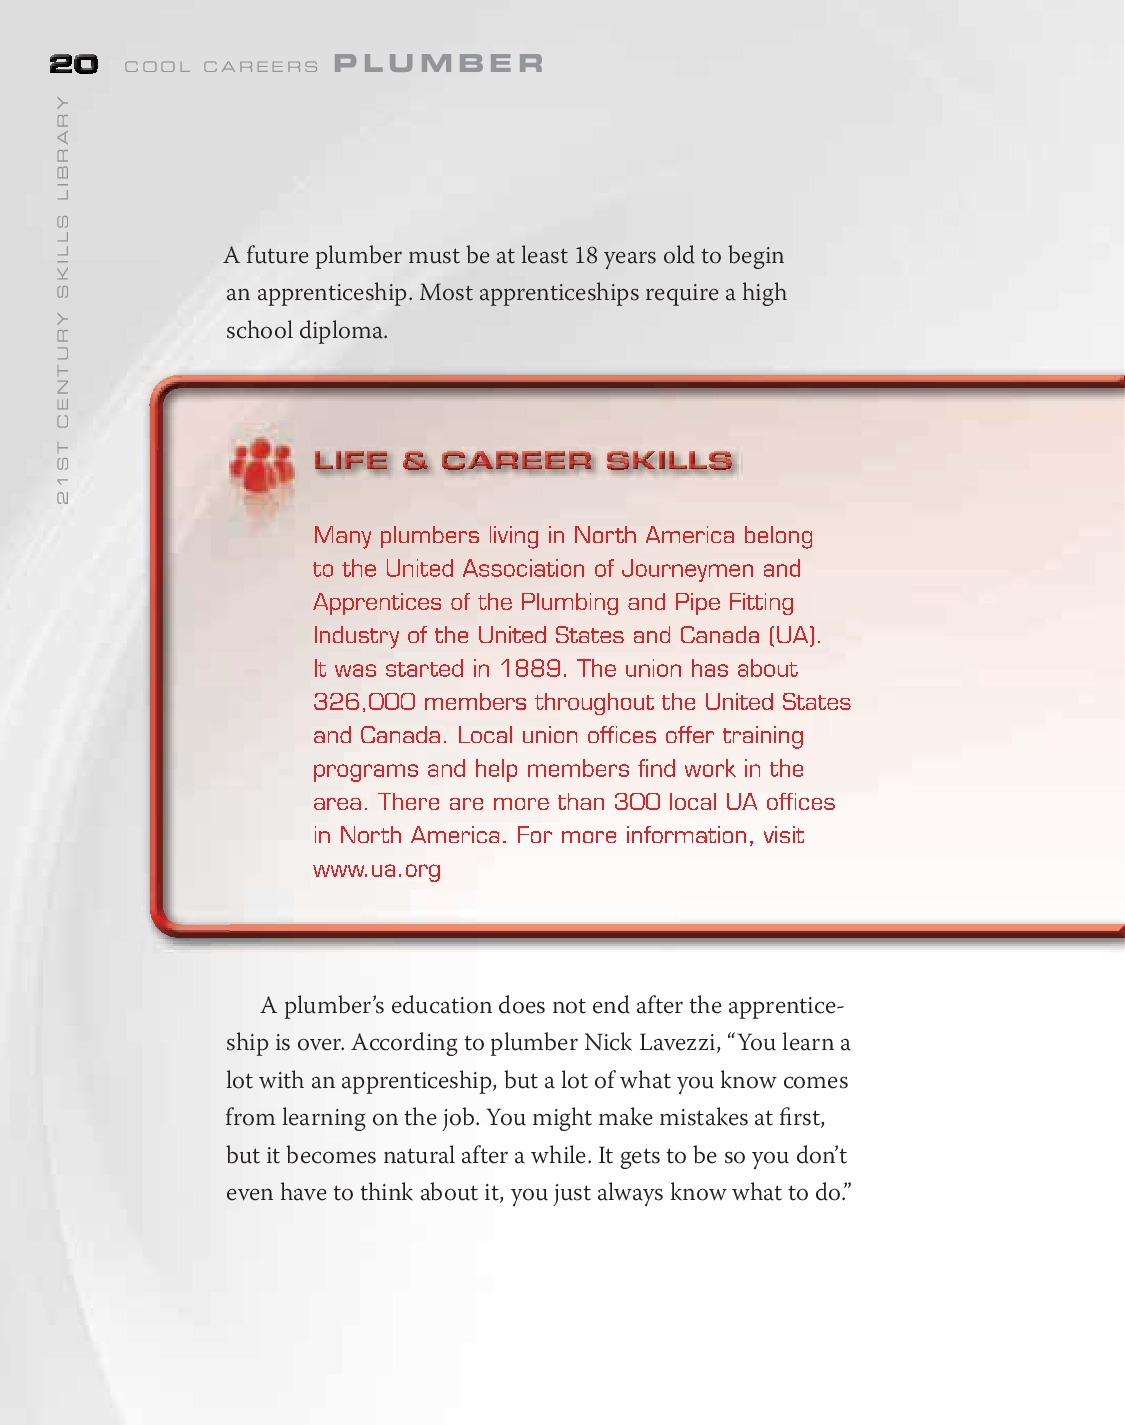 20 COOL CAREERS PLUMBER
21ST CENTURY SKILLS LIBRARY
A future plumber must be at least 18 years old to begin
an apprenticeship. Most apprenticeships require a high
school diploma.
LIFE & CAREER SKILLS
Many plumbers living in North America belong
to the United Association of Journeymen and
Apprentices of the Plumbing and Pipe Fitting
Industry of the United States and Canada (UA).
It was started in 1889. The union has about
326,000 members throughout the United States
and Canada. Local union offices offer training
programs and help members find work in the
area. There are more than 300 local UA offices
in North America. For more information, visit
www.ua.org
A plumber’s education does not end after the apprentice-
ship is over. According to plumber Nick Lavezzi, “You learn a
lot with an apprenticeship, but a lot of what you know comes
from learning on the job. You might make mistakes at first,
but it becomes natural after a while. It gets to be so you don’t
even have to think about it, you just always know what to do.”